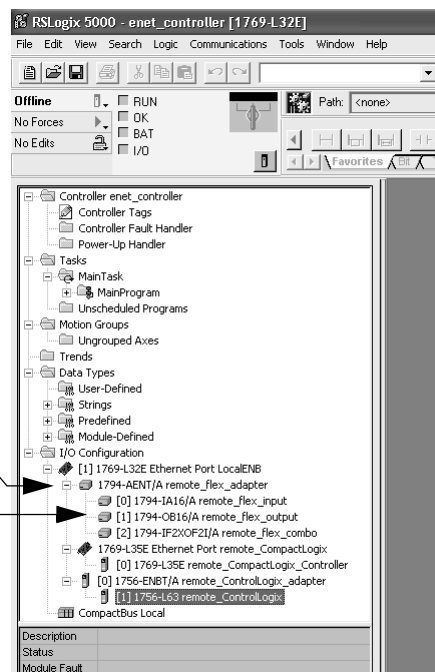 RSLogix 5000 - enet_controller [1769-L32E]
File Edit View Search Logic Communications Tools Window Help
Offline
RUN
Path: <none>
No Forces
OK
No Edits
BAT
I/O
Favorites
Bit
Controller enet_controller
Controller Tags
Controller Fault Handler
Power-Up Handler
Tasks
MainTask
MainProgram
Unscheduled Programs
Motion Groups
Ungrouped Axes
Trends
Data Types
User-Defined
Strings
Predefined
Module-Defined
I/O Configuration
[1] 1769-L32E Ethernet Port LocalENB
1794-AENT/A remote_flex_adapter
[0] 1794-IA16/A remote_flex_input
[1] 1794-OB16/A remote_flex_output
[2] 1794-IF2XOF2I/A remote_flex_combo
1769-L35E Ethernet Port remote_CompactLogix
[0] 1769-L35E remote_CompactLogix_Controller
[0] 1756-ENBT/A remote_ControlLogix_adapter
[1] 1756-L63 remote_ControlLogix
CompactBus Local
Description
Status
Module Fault